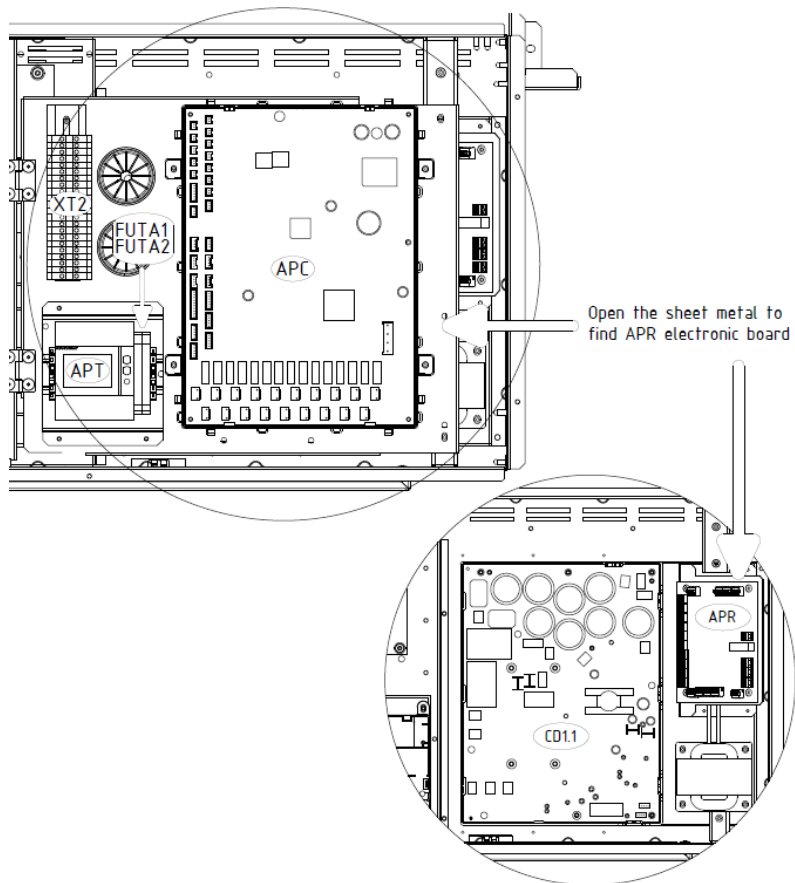 XT2
FUTA1
FUTA2
APC
APT
Open the sheet metal to
find APR electronic board
APR
CD1.1